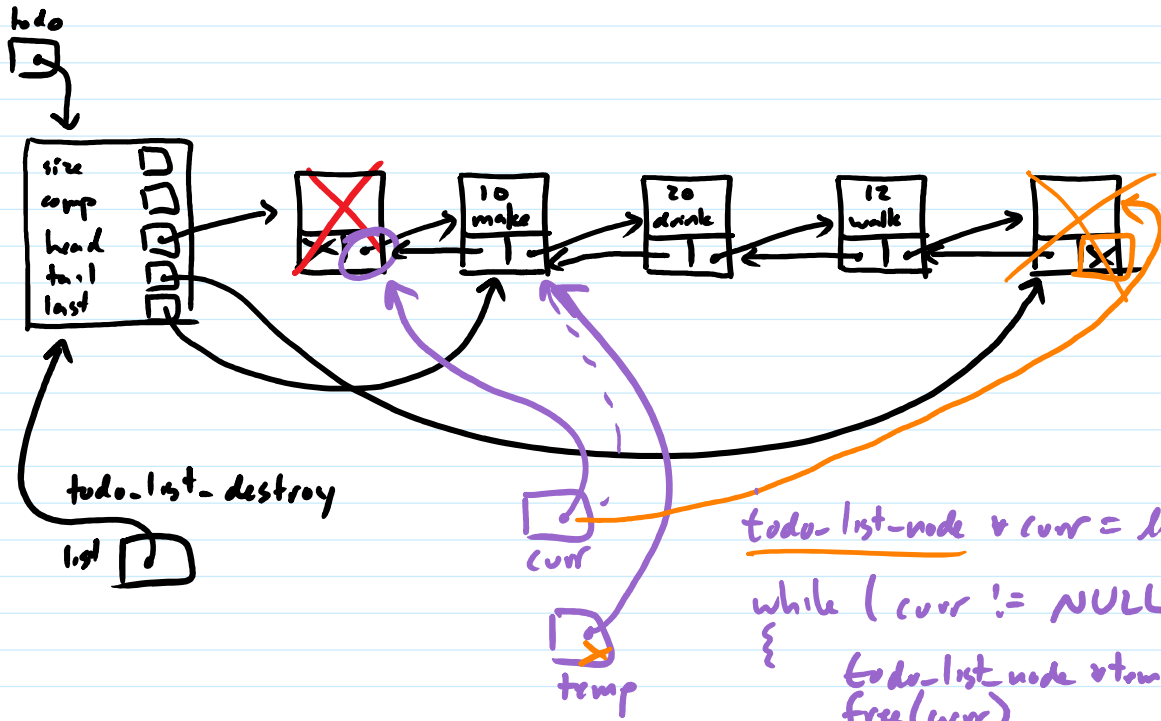 todo
size
comp
head
tail
last
10
make
20
drink
12
walk
todo_list_destroy
list
curr
temp
todo_list_node * curr = l
while ( curr != NULL
{
todo_list_node *tem
free(curr)